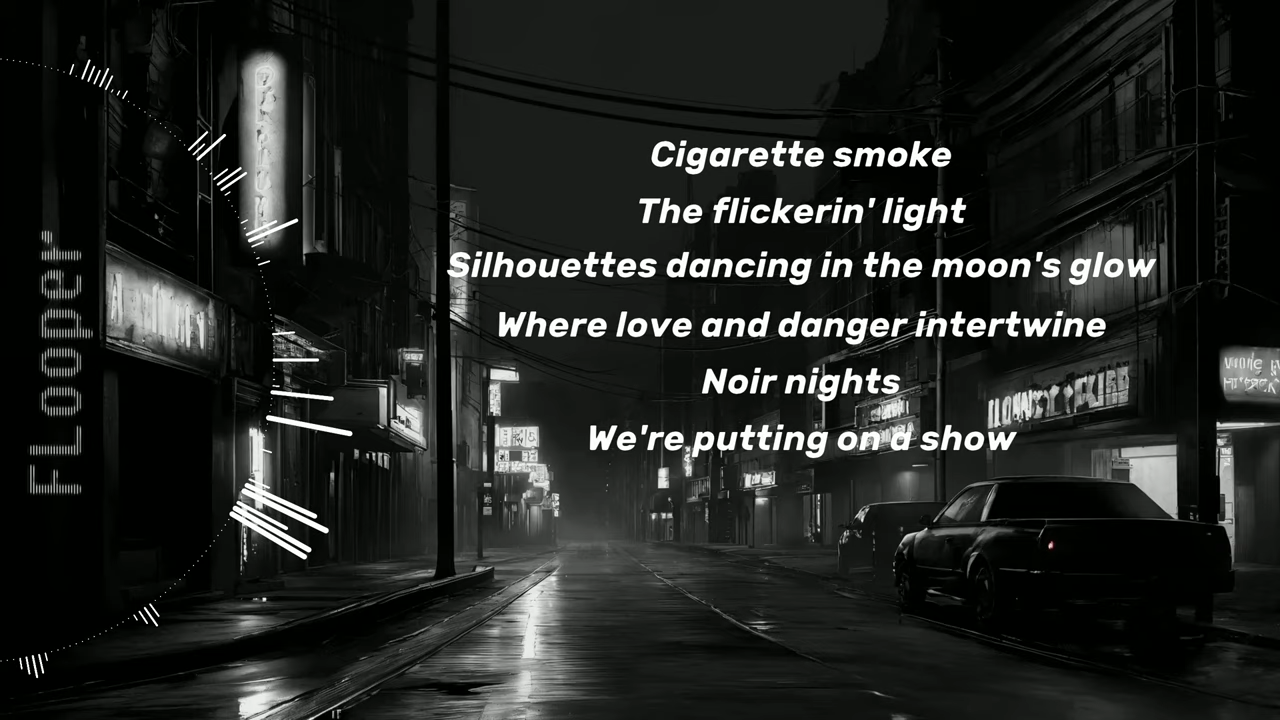 FLooper
Cigarette smoke
The flickerin' light
Silhouettes dancing in the moon's glow
Where love and danger intertwine
Noir nights
We're putting on a show